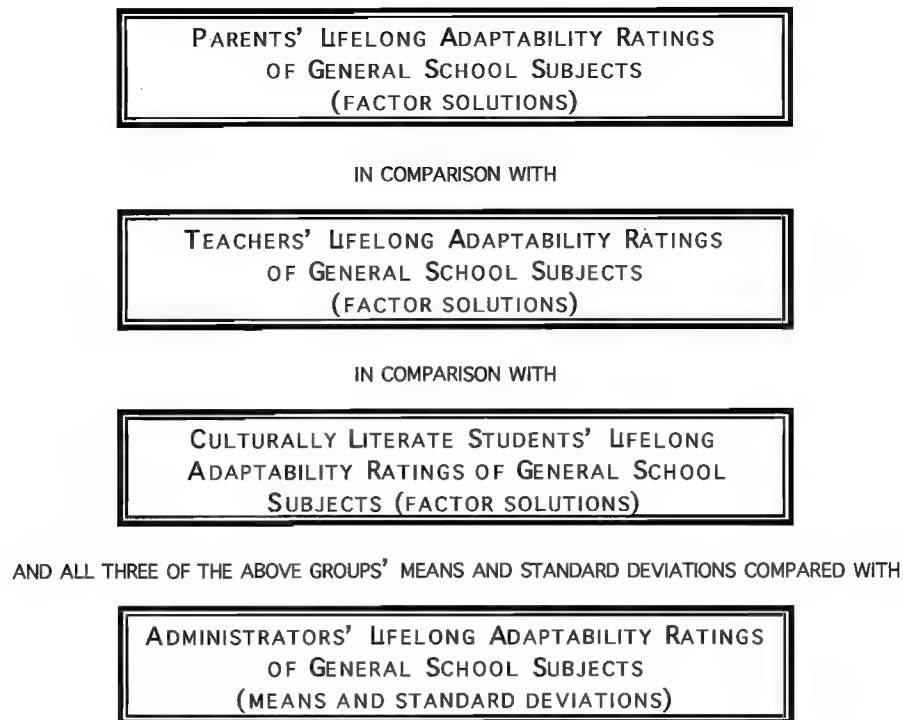 PARENTS' LIFELONG ADAPTABILITY RATINGS
OF GENERAL SCHOOL SUBJECTS
(FACTOR SOLUTIONS)
IN COMPARISON WITH
TEACHERS' LIFELONG ADAPTABILITY RATINGS
OF GENERAL SCHOOL SUBJECTS
(FACTOR SOLUTIONS)
IN COMPARISON WITH
CULTURALLY LITERATE STUDENTS' LIFELONG
ADAPTABILITY RATINGS OF GENERAL SCHOOL
SUBJECTS (FACTOR SOLUTIONS)
AND ALL THREE OF THE ABOVE GROUPS' MEANS AND STANDARD DEVIATIONS COMPARED WITH
ADMINISTRATORS' LIFELONG ADAPTABILITY RATINGS
OF GENERAL SCHOOL SUBJECTS
(MEANS AND STANDARD DEVIATIONS)